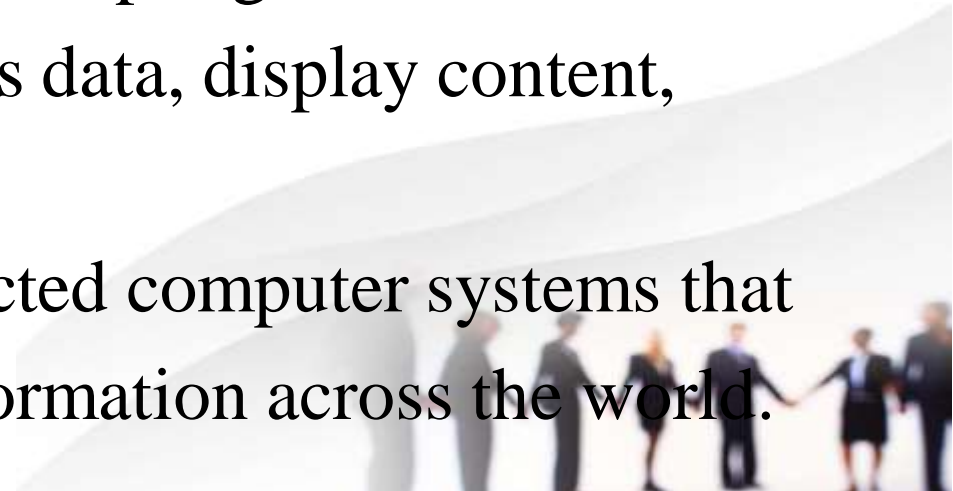 s data, display content,
cted computer systems that
ormation across the world.